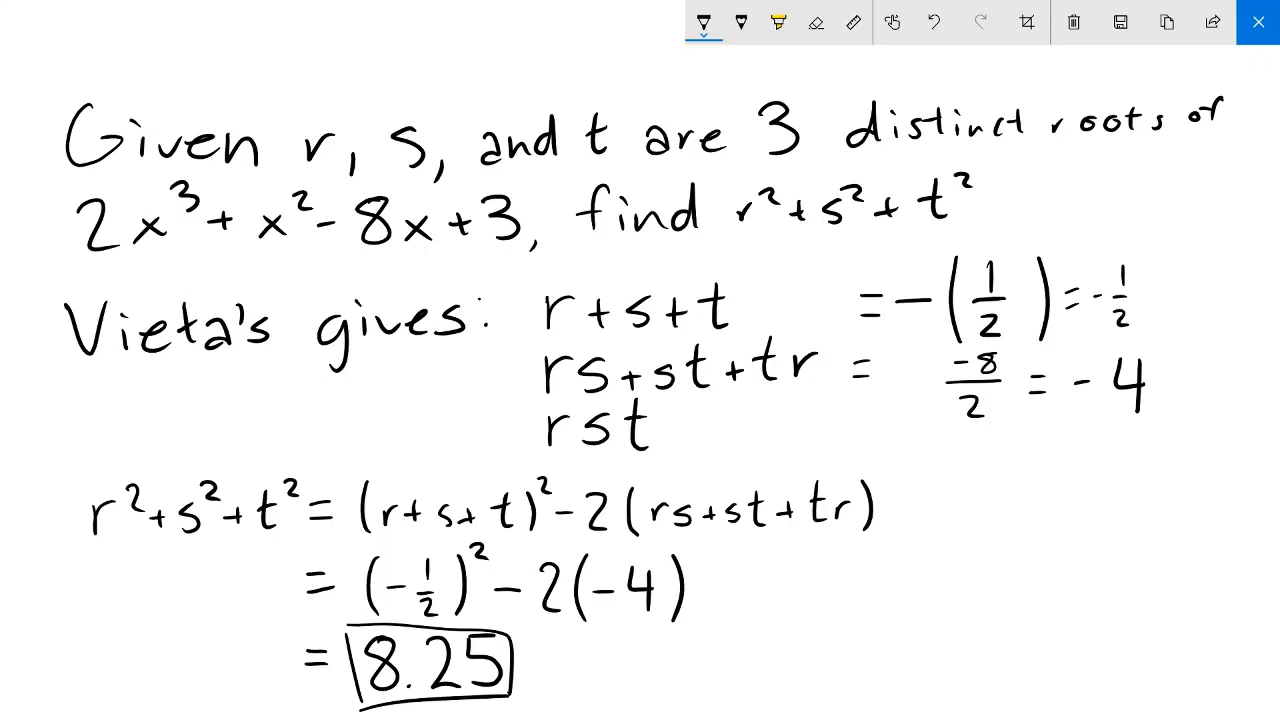 Given r, s, and t are 3 distinct roots of
2x³ + x² - 8x + 3, find r² + s² + t²
Vieta's gives: r + s + t = -(1/2) = -1/2
rs + st + tr = -8/2 = -4
rst
r² + s² + t² = (r + s + t)² - 2(rs + st + tr)
= (-1/2)² - 2(-4)
= 8.25